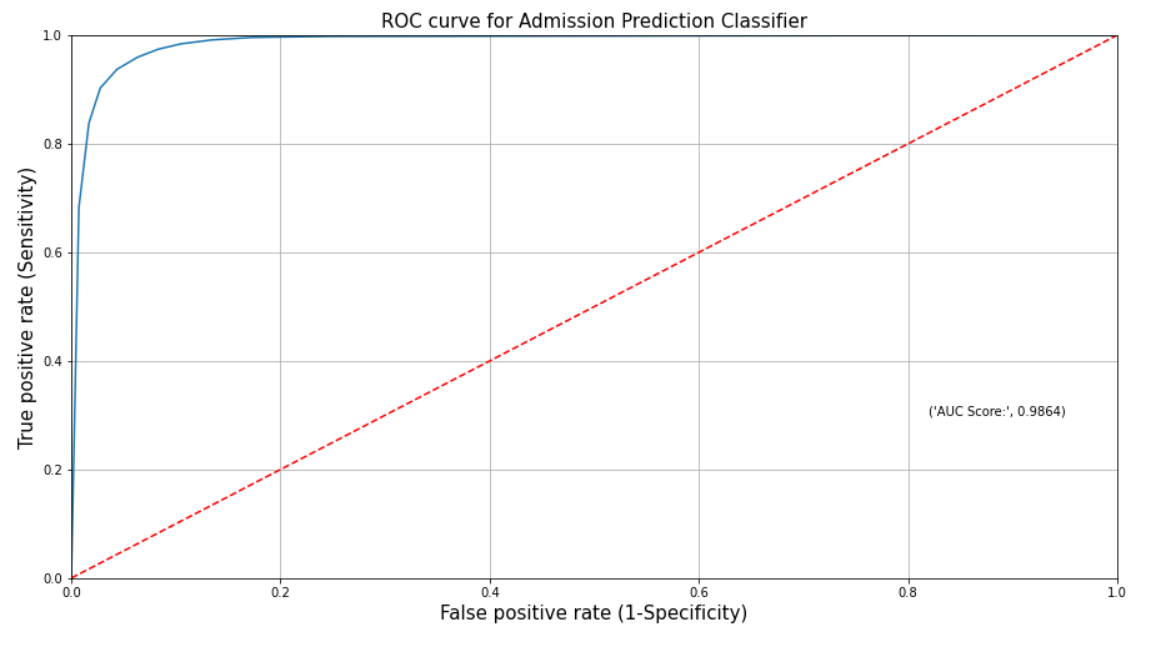 ROC curve for Admission Prediction Classifier
1.0
0.8
0.6
0.4
0.2
0.0
True positive rate (Sensitivity)
('AUC Score:', 0.9864)
0.0 0.2 0.4 0.6 0.8 1.0
False positive rate (1-Specificity)